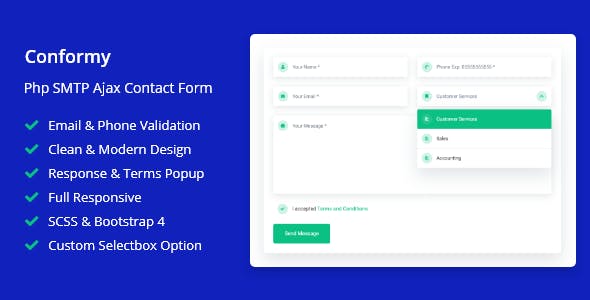 Conformy
Php SMTP Ajax Contact Form
Email & Phone Validation
Clean & Modern Design
Response & Terms Popup
Full Responsive
SCSS & Bootstrap 4
Custom Selectbox Option
Your Name *
Phone Exp. 5555555555 *
Your Email *
Customer Services
Your Message *
Customer Services
Sales
Accounting
I accepted Terms and Conditions
Send Message